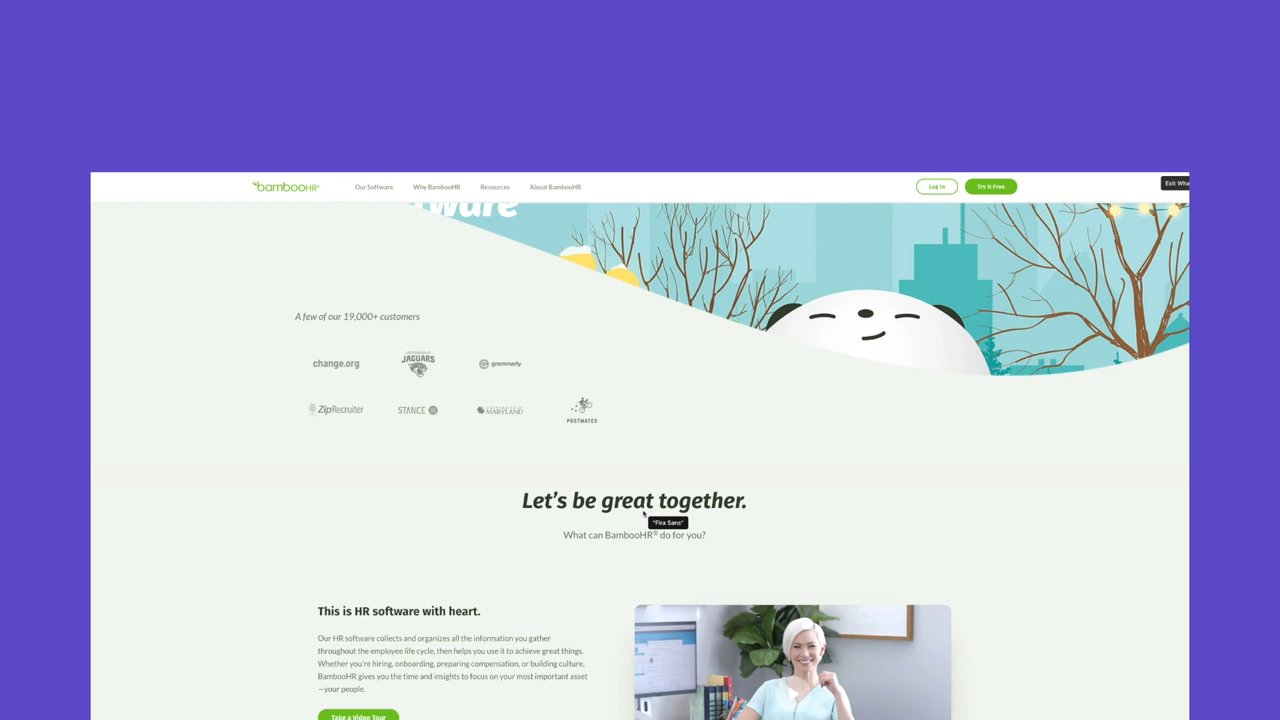 bambooHR®
Our Software
Why BambooHR
Resources
About BambooHR
Log In
Try It Free
Exit
A few of our 19,000+ customers
change.org
JAGUARS
grammarly
ZipRecruiter
STANCE
MARYLAND
POSTMATES
Let's be great together.
"Fira Sans"
What can BambooHR® do for you?
This is HR software with heart.
Our HR software collects and organizes all the information you gather
throughout the employee life cycle, then helps you use it to achieve great things.
Whether you're hiring, onboarding, preparing compensation, or building culture,
BambooHR gives you the time and insights to focus on your most important asset
—your people.
Take a Video Tour